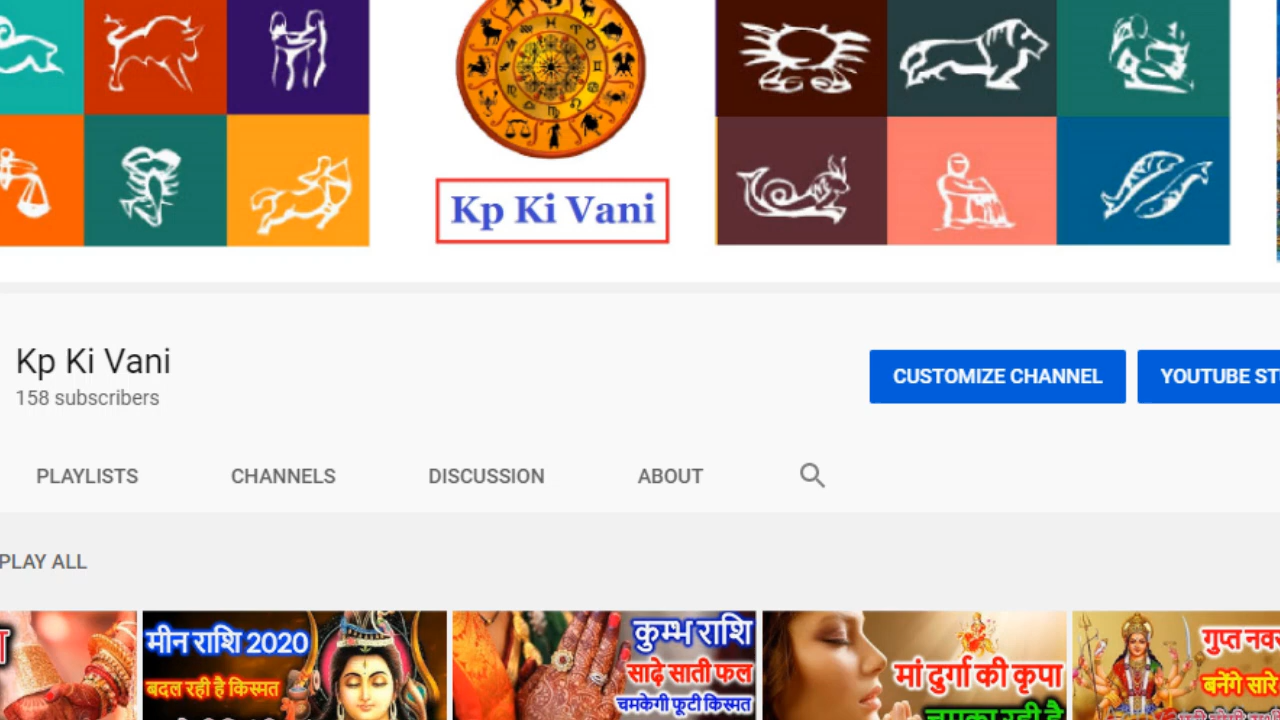 Kp Ki Vani
Kp Ki Vani
158 subscribers
CUSTOMIZE CHANNEL
YOUTUBE ST
PLAYLISTS
CHANNELS
DISCUSSION
ABOUT
PLAY ALL
मीन राशि 2020
बदल रही है किस्मत
कुम्भ राशि
साढ़े साती फल
चमकेगी फूटी किस्मत
मां दुर्गा की कृपा
गुप्त नवर
बनेंगे सारे